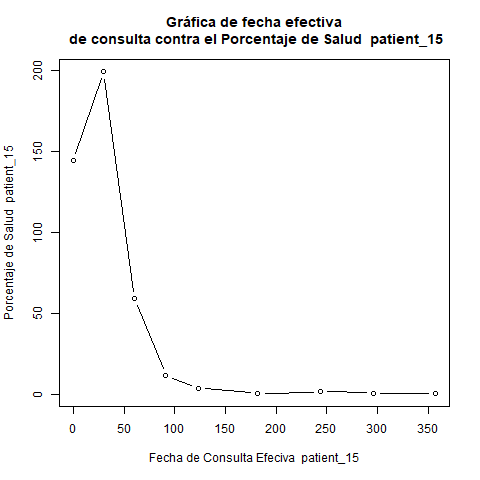 Gráfica de fecha efectiva
de consulta contra el Porcentaje de Salud patient_15
Porcentaje de Salud patient_15
200
150
100
50
0
0 50 100 150 200 250 300 350
Fecha de Consulta Efeciva patient_15